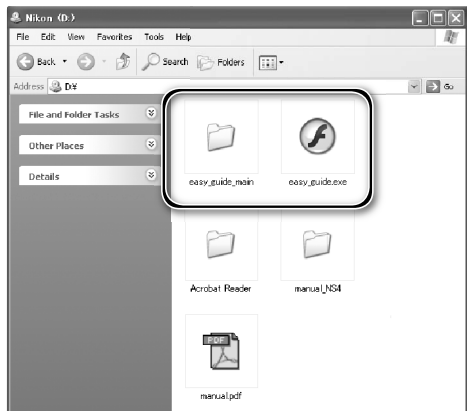 Nikon (D:)
File Edit View Favorites Tools Help
Back Search Folders
Address D:¥ Go
File and Folder Tasks
Other Places
Details
easy_guide_main easy_guide.exe
Acrobat Reader manual_NS4
PDF
manual.pdf